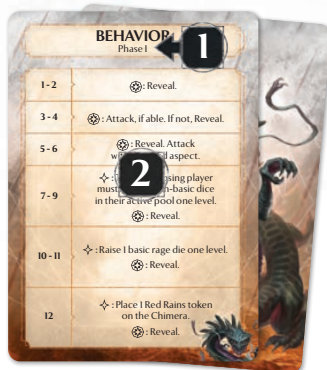 BEHAVIOR
Phase I
1
1 - 2
: Reveal.
3 - 4
: Attack, if able. If not, Reveal.
5 - 6
: Reveal. Attack
aspect.
2
7 - 9
player
must dice
in their active pool one level.
: Reveal.
10 - 11
: Raise 1 basic rage die one level.
: Reveal.
12
: Place 1 Red Rains token
on the Chimera.
: Reveal.